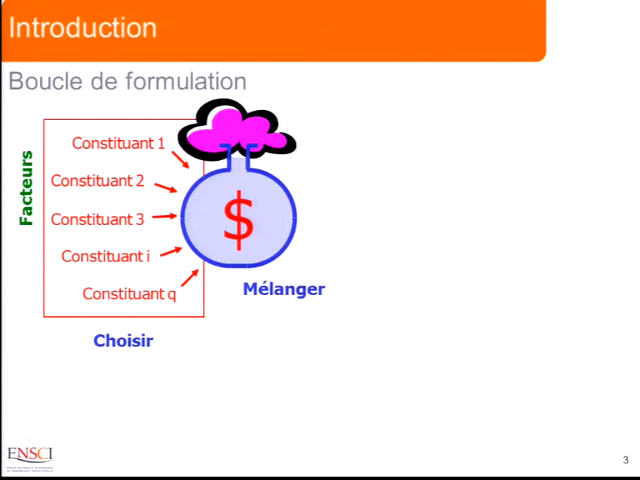 Introduction
Boucle de formulation
Facteurs
Constituant 1
Constituant 2
Constituant 3
Constituant i
Constituant q
$
Mélanger
Choisir
ENSCI
3